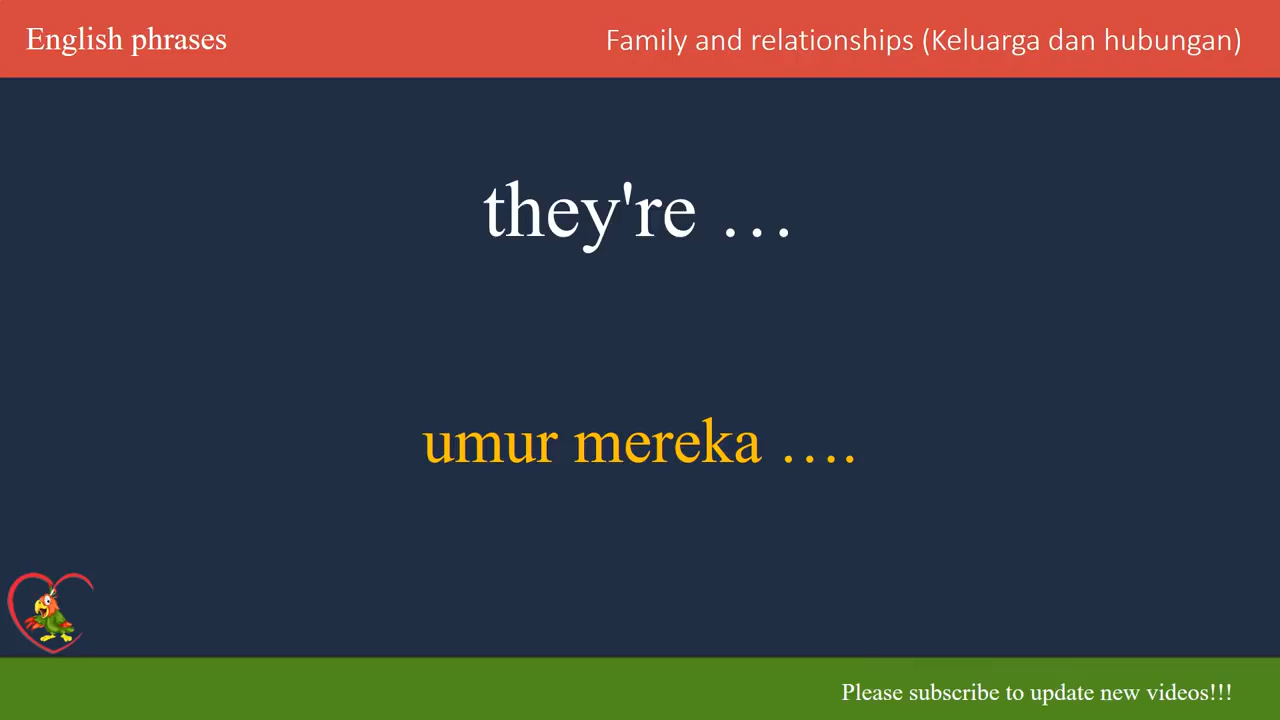 English phrases
Family and relationships (Keluarga dan hubungan)
they're …
umur mereka ….
Please subscribe to update new videos!!!